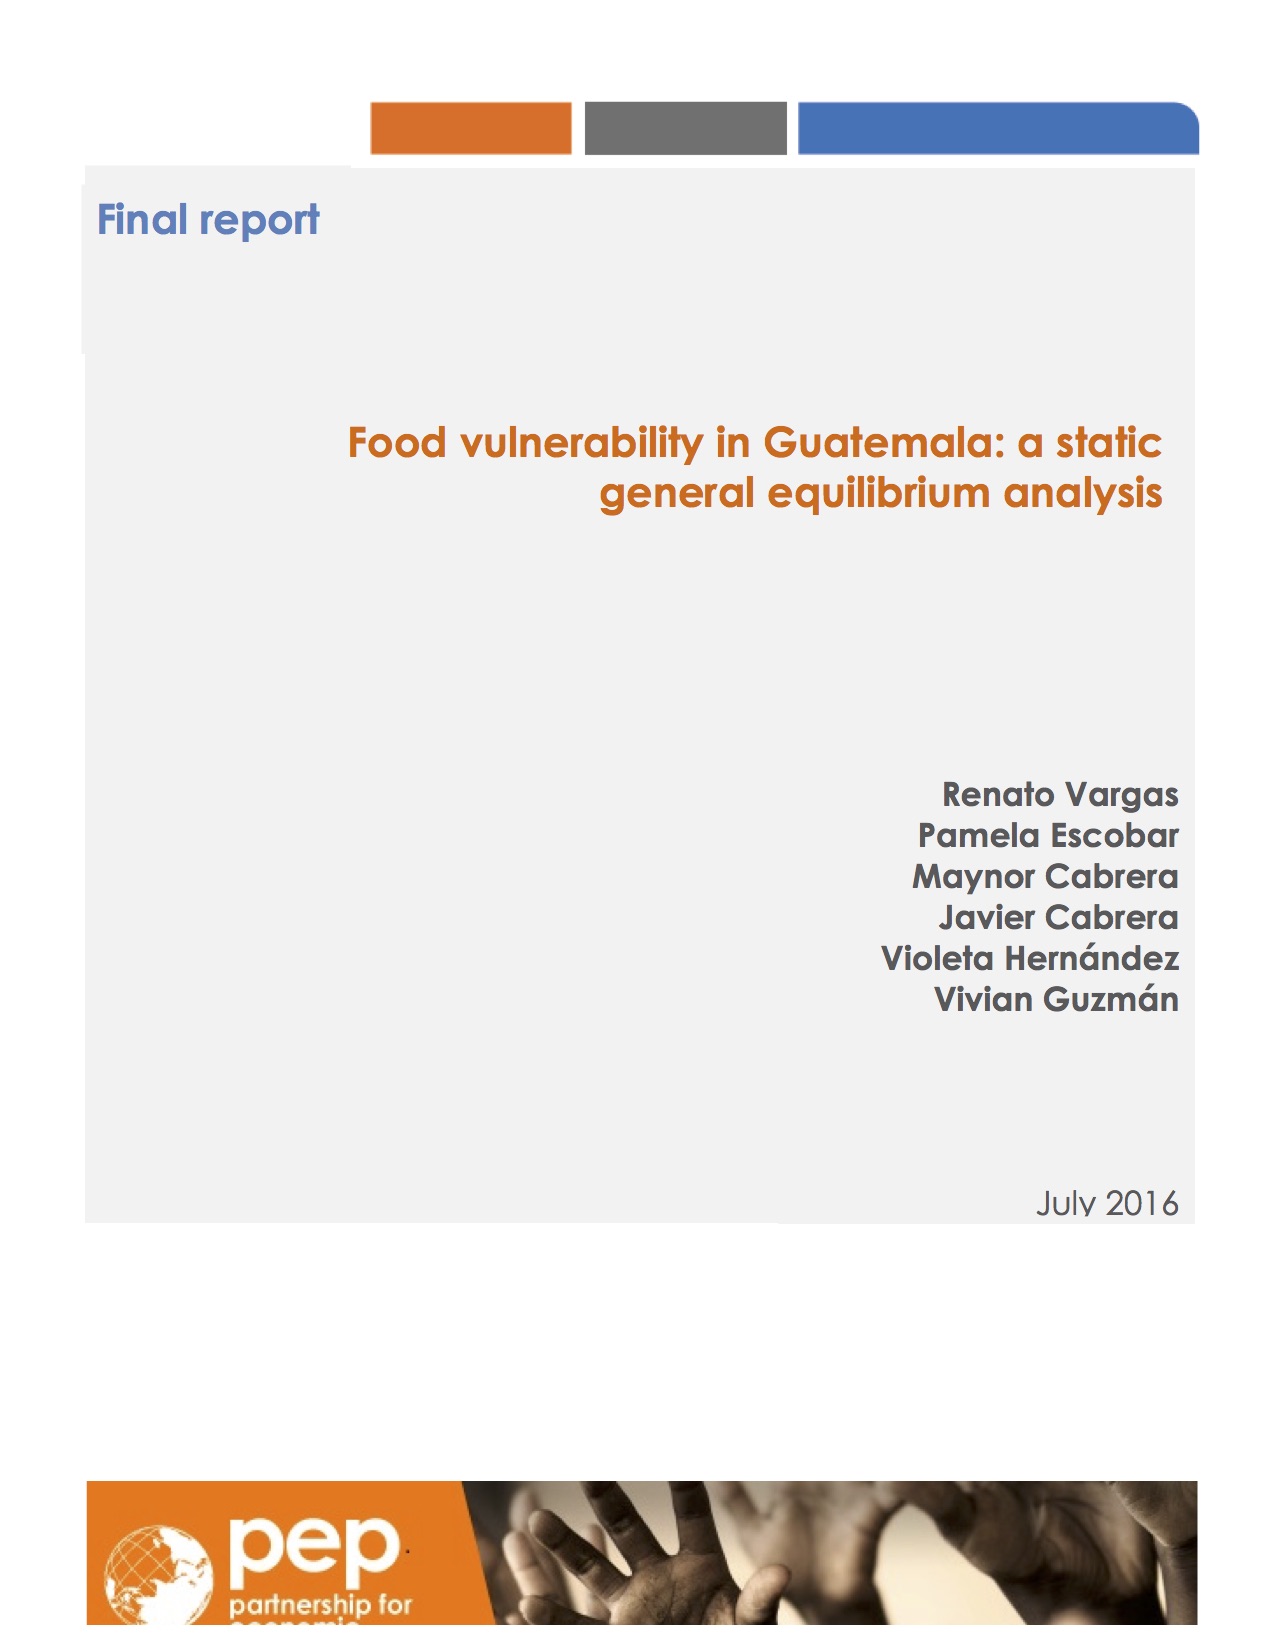 Final report
Food vulnerability in Guatemala: a static
general equilibrium analysis
Renato Vargas
Pamela Escobar
Maynor Cabrera
Javier Cabrera
Violeta Hernández
Vivian Guzmán
July 2016
pep
partnership for
economic